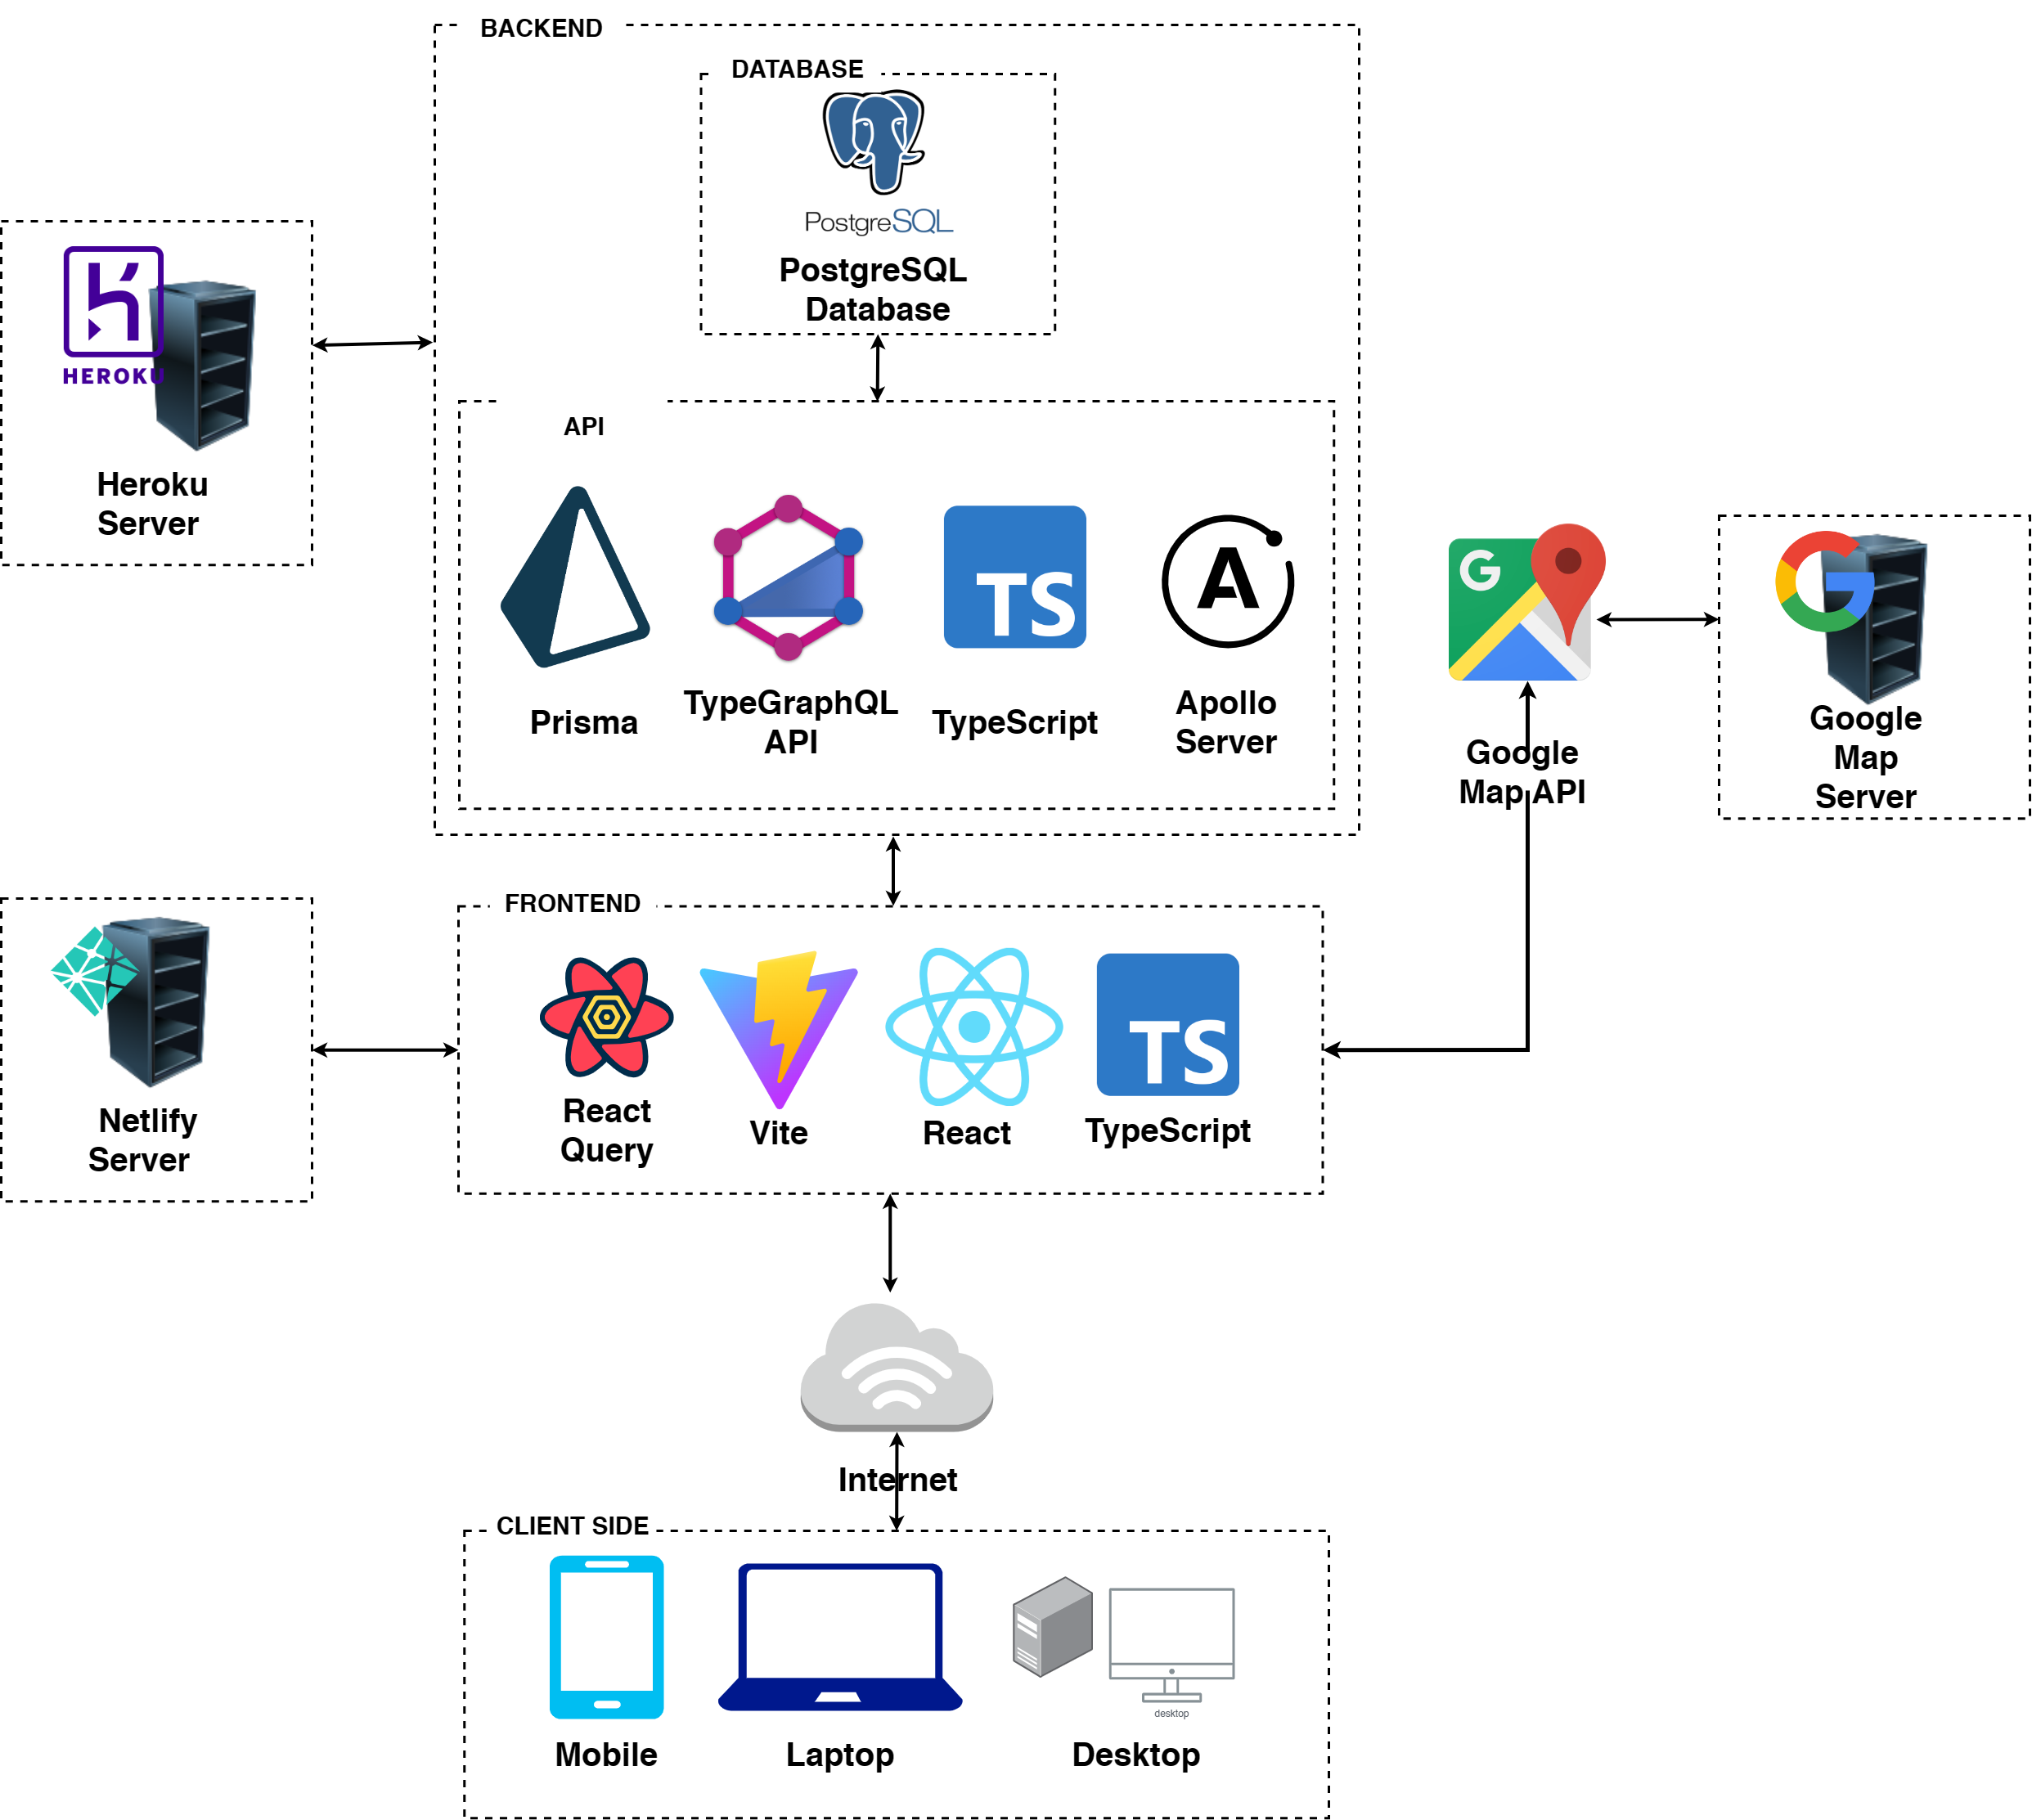 BACKEND
DATABASE
PostgreSQL
PostgreSQL
Database
HEROKU
Heroku
Server
API
Prisma
TypeGraphQL
API
TS
TypeScript
A
Apollo
Server
G
Google
Map API
G
Google
Map
Server
FRONTEND
Netlify
Server
React
Query
Vite
React
TS
TypeScript
Internet
CLIENT SIDE
Mobile
Laptop
desktop
Desktop